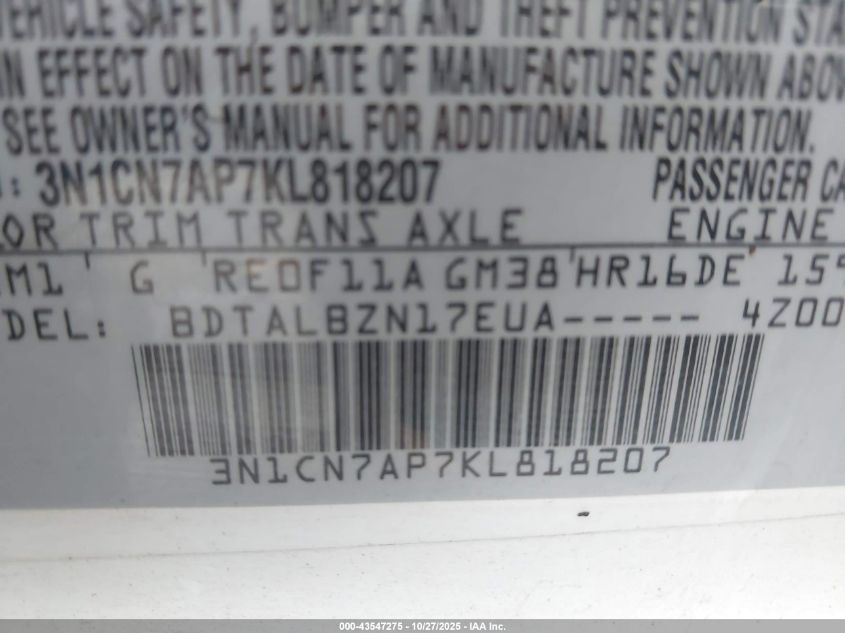 VEHICLE SAFETY, BUMPER AND THEFT PREVENTION STA
IN EFFECT ON THE DATE OF MANUFACTURE SHOWN ABOV
SEE OWNER'S MANUAL FOR ADDITIONAL INFORMATION.
: 3N1CN7AP7KL818207 PASSENGER CA
OR TRIM TRANS AXLE ENGINE
M1 G RE0F11A GM38 HR16DE 159
DEL: BDTALBZN17EUA----- 4Z00
3N1CN7AP7KL818207
000-43547275 | 10/27/2025 - IAA Inc.